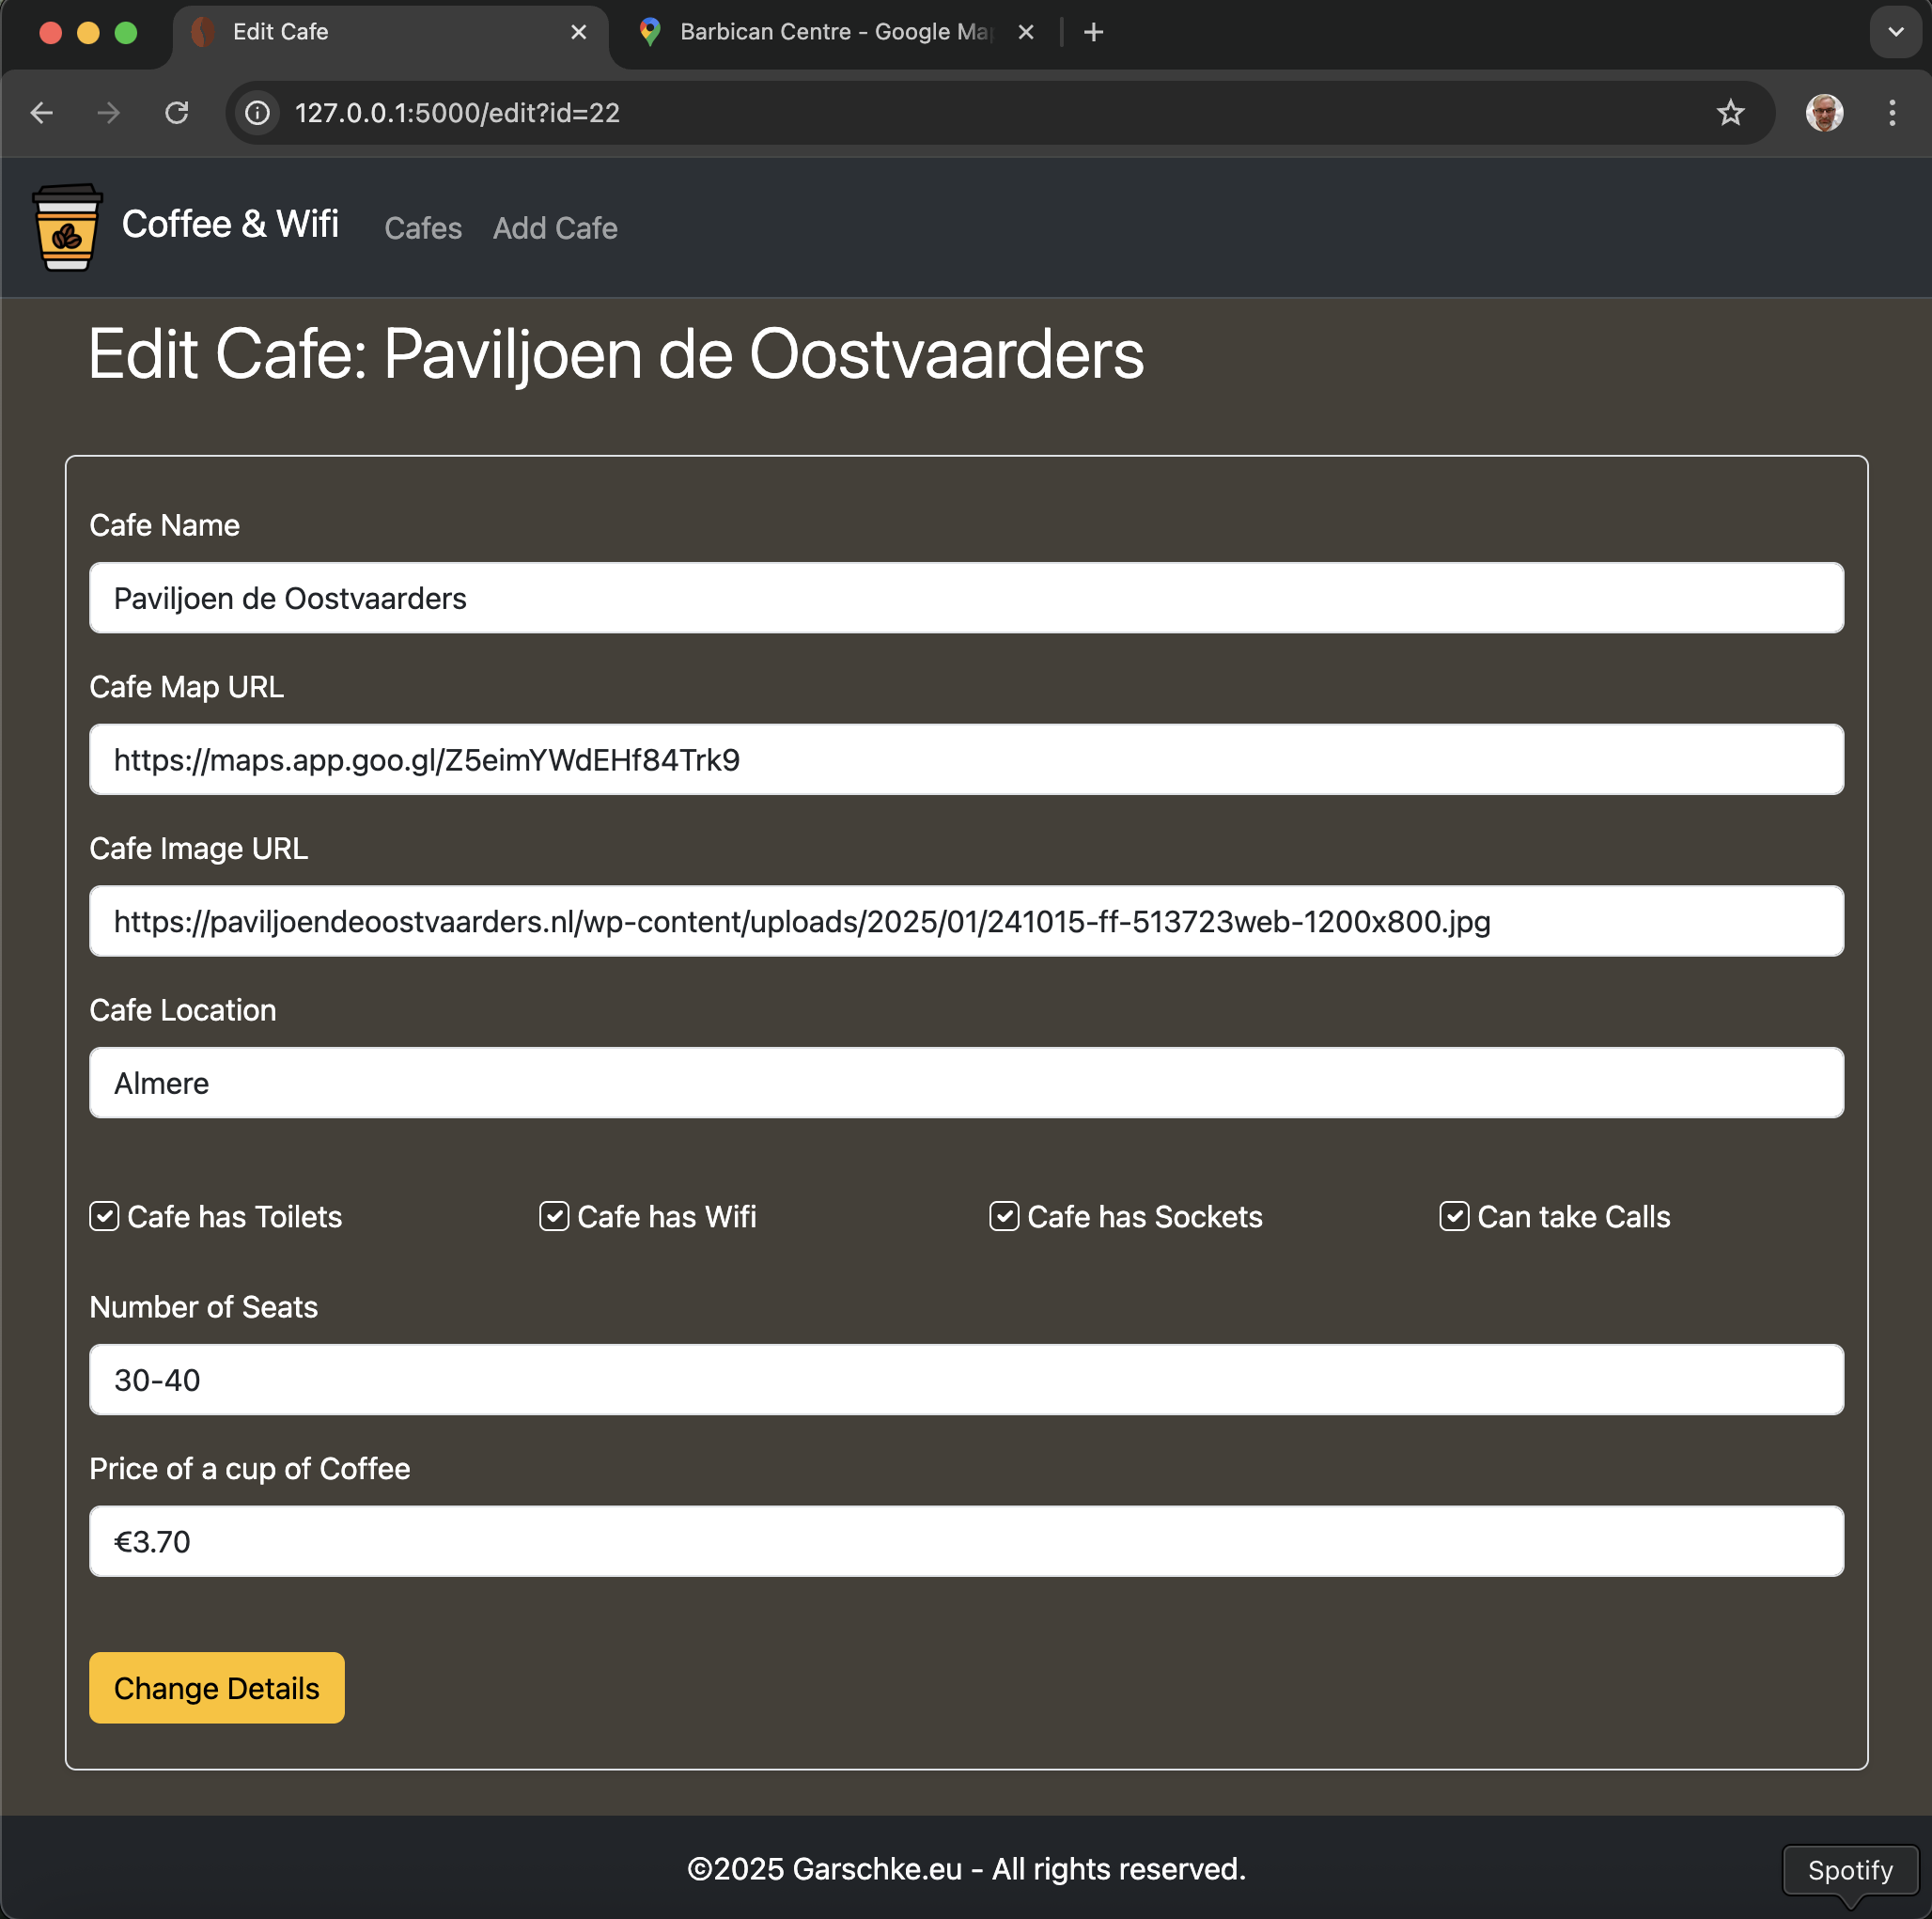 Edit Cafe
Barbican Centre - Google Ma
127.0.0.1:5000/edit?id=22
Coffee & Wifi Cafes Add Cafe
Edit Cafe: Paviljoen de Oostvaarders
Cafe Name
Paviljoen de Oostvaarders
Cafe Map URL
https://maps.app.goo.gl/Z5eimYWdEHf84Trk9
Cafe Image URL
https://paviljoendeoostvaarders.nl/wp-content/uploads/2025/01/241015-ff-513723web-1200x800.jpg
Cafe Location
Almere
Cafe has Toilets Cafe has Wifi Cafe has Sockets Can take Calls
Number of Seats
30-40
Price of a cup of Coffee
€3.70
Change Details
©2025 Garschke.eu - All rights reserved.
Spotify